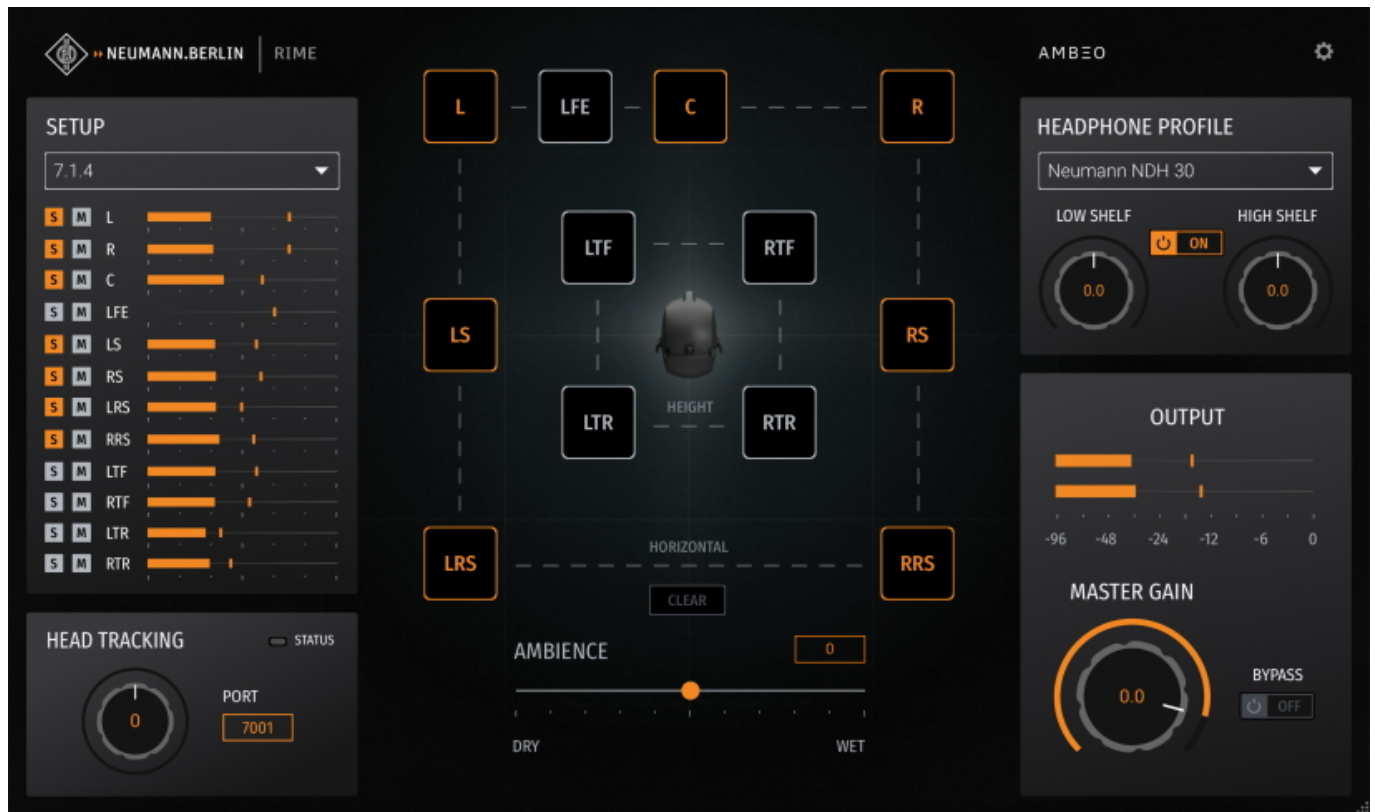 NEUMANN.BERLIN RIME
AMBEO
SETUP
7.1.4
S M L
S M R
S M C
S M LFE
S M LS
S M RS
S M LRS
S M RRS
S M LTF
S M RTF
S M LTR
S M RTR
HEAD TRACKING
STATUS
0
PORT
7001
L
LFE
C
R
LTF
RTF
LS
RS
LTR
HEIGHT
RTR
LRS
HORIZONTAL
RRS
CLEAR
AMBIENCE
0
DRY
WET
HEADPHONE PROFILE
Neumann NDH 30
LOW SHELF
HIGH SHELF
ON
0.0
0.0
OUTPUT
-96 -48 -24 -12 -6 0
MASTER GAIN
0.0
BYPASS
OFF